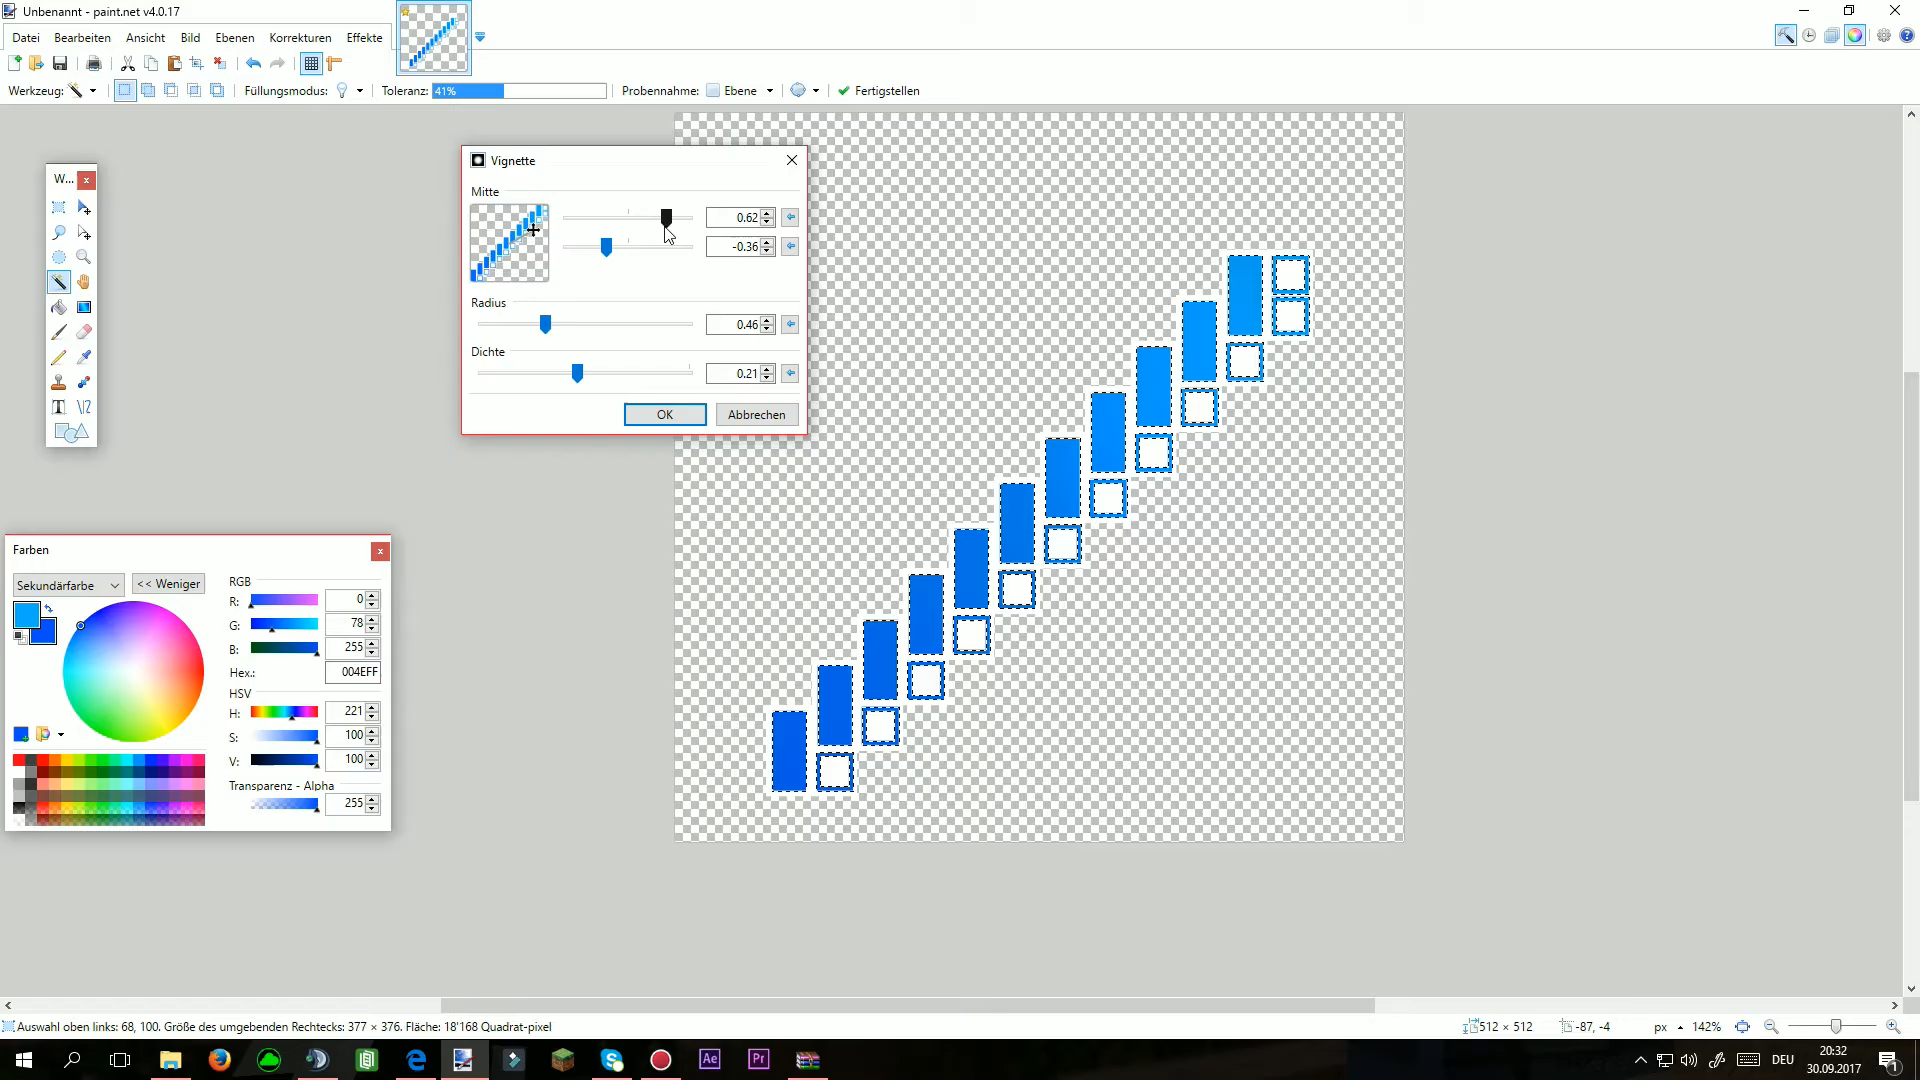 Unbenannt - paint.net v4.0.17
Datei Bearbeiten Ansicht Bild Ebenen Korrekturen Effekte
Werkzeug: Füllungsmodus: Toleranz: 41% Probennahme: Ebene Fertigstellen
W...
Vignette
Mitte
0.62
-0.36
Radius
0.46
Dichte
0.21
OK Abbrechen
Farben
Sekundärfarbe << Weniger
RGB
R: 0
G: 78
B: 255
Hex.: 004EFF
HSV
H: 221
S: 100
V: 100
Transparenz - Alpha
255
Auswahl oben links: 68, 100. Größe des umgebenden Rechtecks: 377 × 376. Fläche: 18'168 Quadrat-pixel
512 × 512 -87, -4 px 142%
Ae Pr DEU 20:32
30.09.2017 1